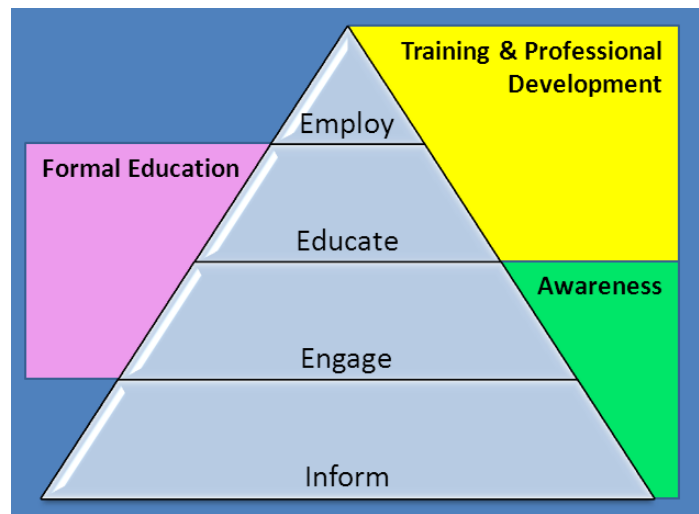 Training & Professional
Development
Employ
Formal Education
Educate
Awareness
Engage
Inform